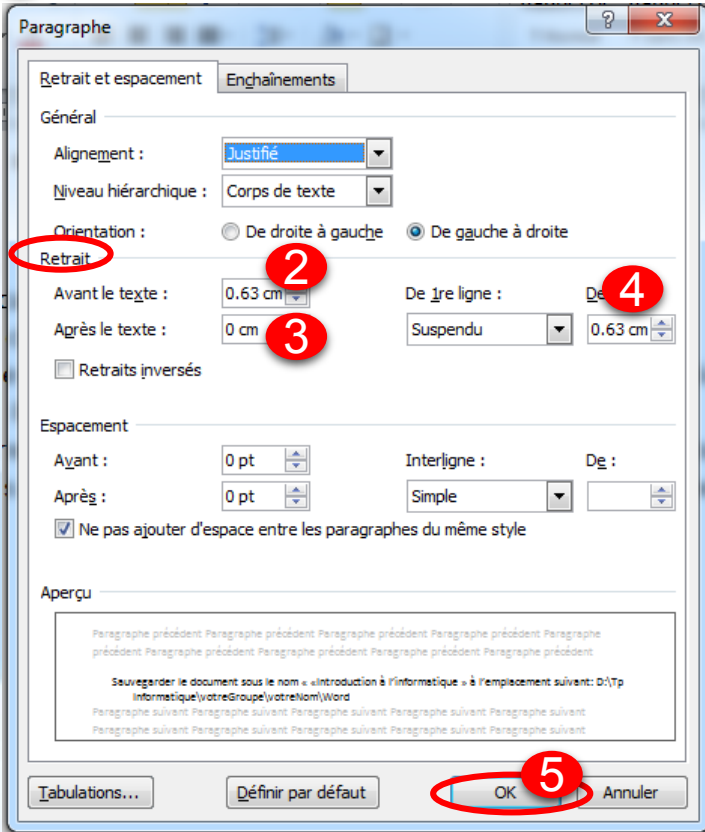 Paragraphe
Retrait et espacement Enchaînements
Général
Alignement : Justifié
Niveau hiérarchique : Corps de texte
Orientation : De droite à gauche De gauche à droite
Retrait
2 4
Avant le texte : 0.63 cm De 1re ligne : De
Après le texte : 0 cm 3 Suspendu 0.63 cm
Retraits inversés
Espacement
Avant : 0 pt Interligne : De :
Après : 0 pt Simple
Ne pas ajouter d'espace entre les paragraphes du même style
Aperçu
Paragraphe précédent Paragraphe précédent Paragraphe précédent Paragraphe précédent Paragraphe
précédent Paragraphe précédent Paragraphe précédent Paragraphe précédent Paragraphe précédent
Sauvegarder le document sous le nom « «Introduction à l'informatique » à l'emplacement suivant: D:\Tp
Informatique\votreGroupe\votreNom\Word
Paragraphe suivant Paragraphe suivant Paragraphe suivant Paragraphe suivant Paragraphe suivant
Paragraphe suivant Paragraphe suivant Paragraphe suivant Paragraphe suivant Paragraphe suivant
5
Tabulations... Définir par défaut OK Annuler